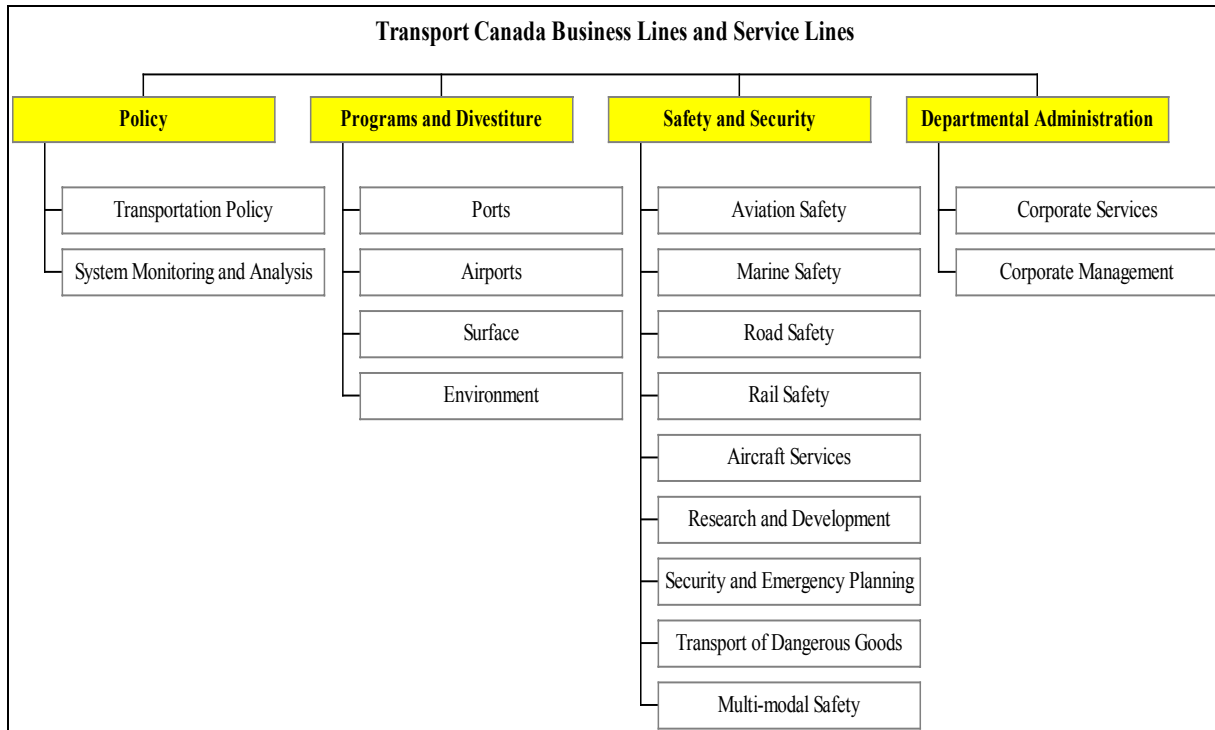 Transport Canada Business Lines and Service Lines
Policy
Transportation Policy
System Monitoring and Analysis
Programs and Divestiture
Ports
Airports
Surface
Environment
Safety and Security
Aviation Safety
Marine Safety
Road Safety
Rail Safety
Aircraft Services
Research and Development
Security and Emergency Planning
Transport of Dangerous Goods
Multi-modal Safety
Departmental Administration
Corporate Services
Corporate Management